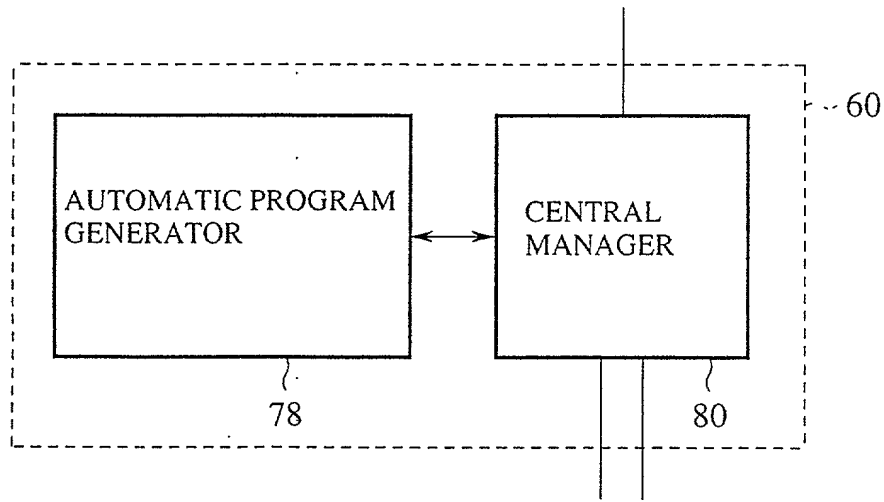 60
AUTOMATIC PROGRAM
GENERATOR
CENTRAL
MANAGER
78
80